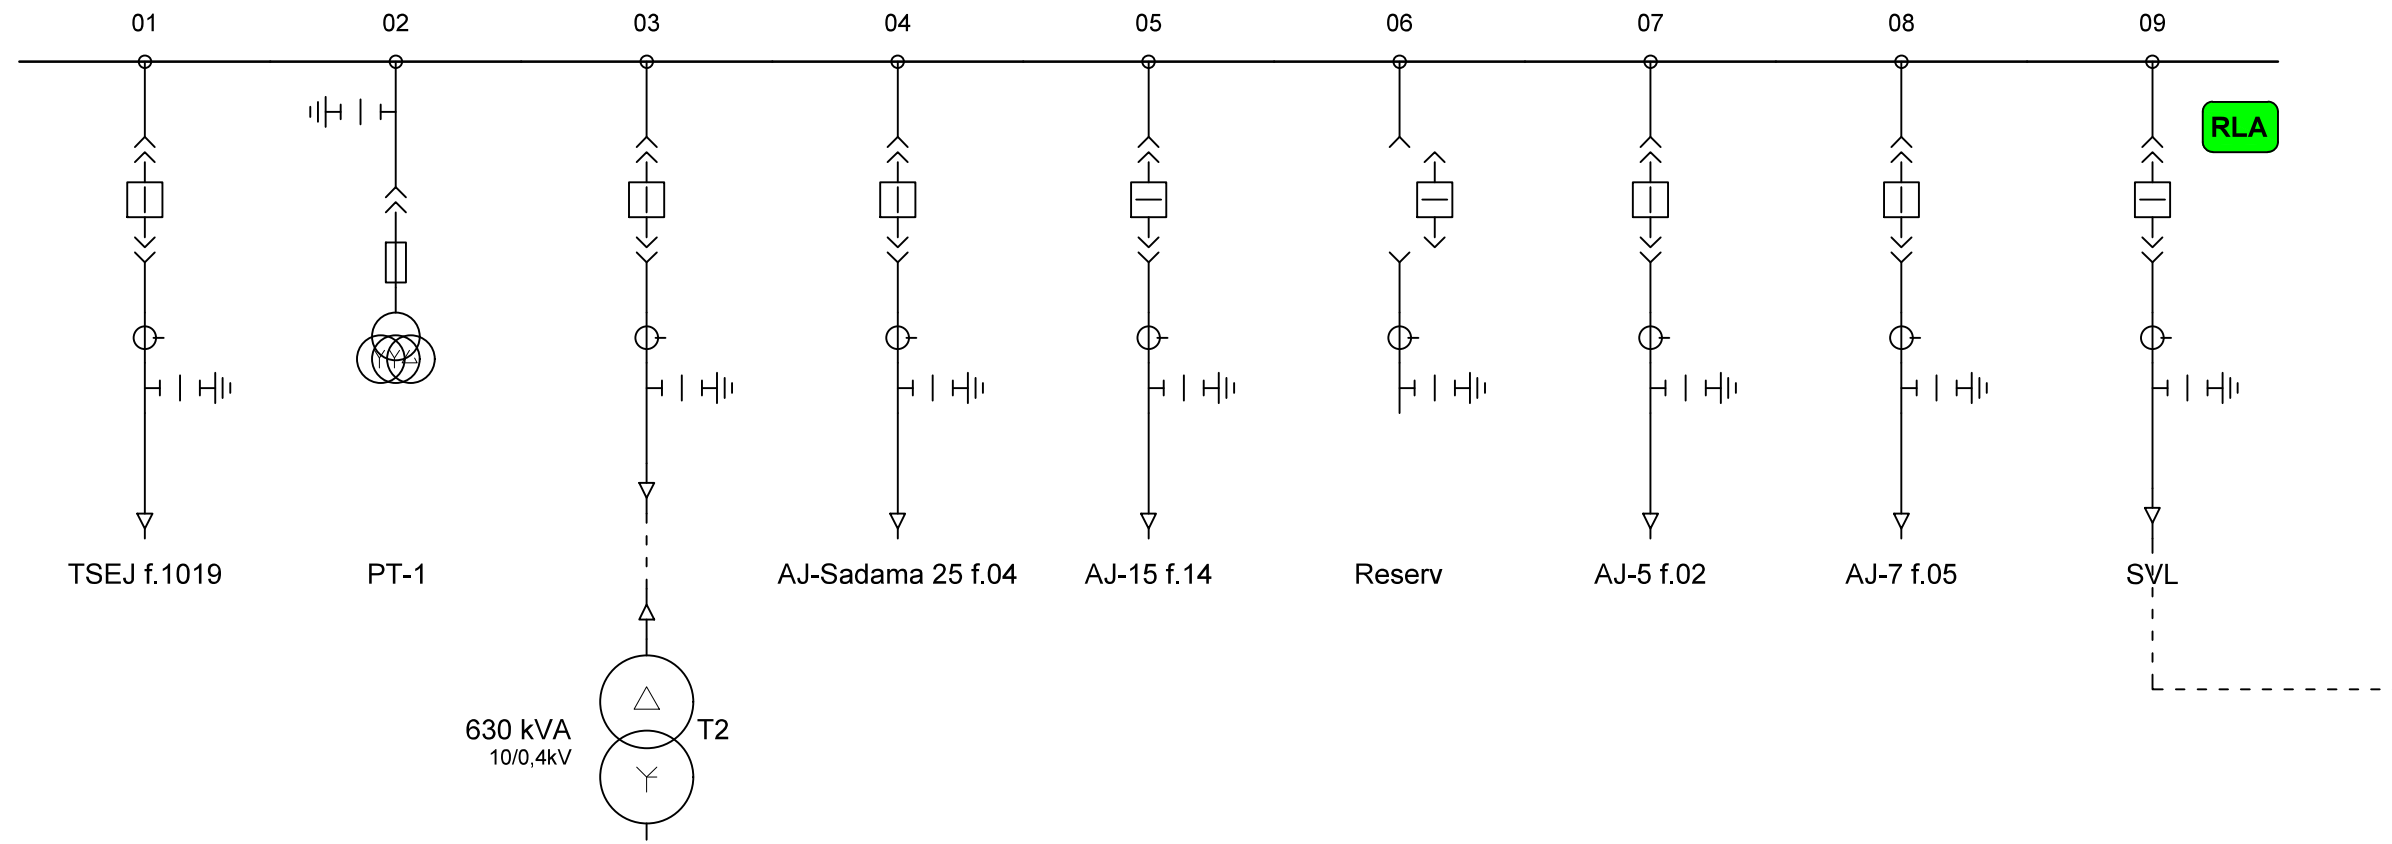 01 02 03 04 05 06 07 08 09
RLA
TSEJ f.1019 PT-1 AJ-Sadama 25 f.04 AJ-15 f.14 Reserv AJ-5 f.02 AJ-7 f.05 SVL
630 kVA T2
10/0,4kV